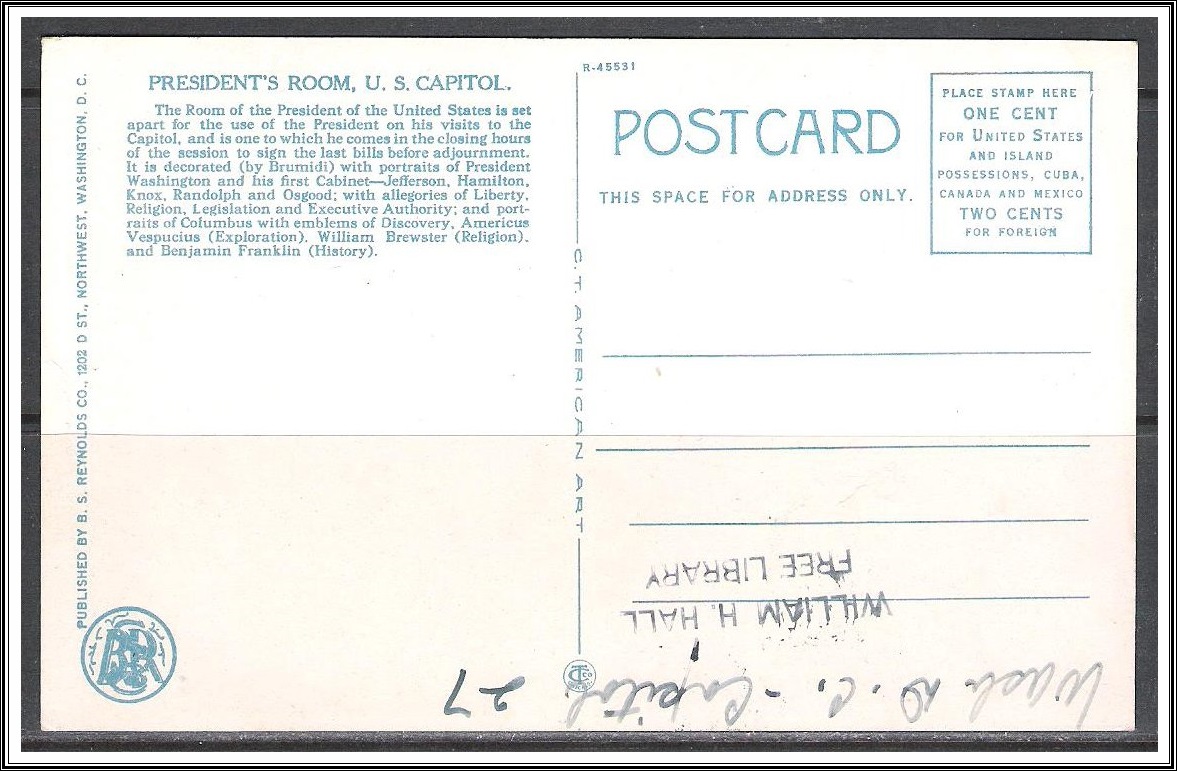 PRESIDENT'S ROOM, U. S. CAPITOL.
The Room of the President of the United States is set
apart for the use of the President on his visits to the
Capitol, and is one to which he comes in the closing hours
of the session to sign the last bills before adjournment.
It is decorated (by Brumidi) with portraits of President
Washington and his first Cabinet—Jefferson, Hamilton,
Knox, Randolph and Osgood; with allegories of Liberty,
Religion, Legislation and Executive Authority; and port-
raits of Columbus with emblems of Discovery, Americus
Vespucius (Exploration), William Brewster (Religion),
and Benjamin Franklin (History).
PUBLISHED BY B. S. REYNOLDS CO., 1202 D ST., NORTHWEST, WASHINGTON, D. C.
C. T. AMERICAN ART
R-45531
POST CARD
THIS SPACE FOR ADDRESS ONLY.
PLACE STAMP HERE
ONE CENT
FOR UNITED STATES
AND ISLAND
POSSESSIONS, CUBA,
CANADA AND MEXICO
TWO CENTS
FOR FOREIGN
WILLIAM H. HALL
FREE LIBRARY
27 - Capitol
Wash D. C.